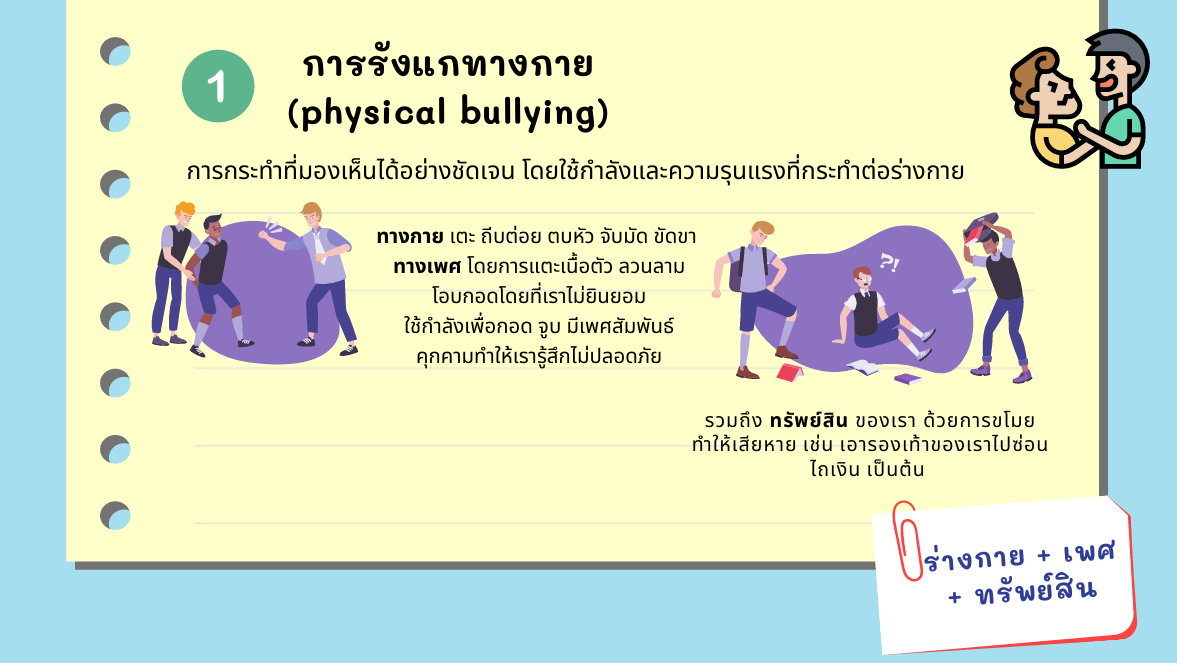 1
การรังแกทางกาย
(physical bullying)
การกระทำที่มองเห็นได้อย่างชัดเจน โดยใช้กำลังและความรุนแรงที่กระทำต่อร่างกาย
ทางกาย เตะ ถีบต่อย ตบหัว จับมัด ขัดขา
ทางเพศ โดยการแตะเนื้อตัว ลวนลาม
โอบกอดโดยที่เราไม่ยินยอม
ใช้กำลังเพื่อกอด จูบ มีเพศสัมพันธ์
คุกคามทำให้เรารู้สึกไม่ปลอดภัย
?!
รวมถึง ทรัพย์สิน ของเรา ด้วยการขโมย
ทำให้เสียหาย เช่น เอารองเท้าของเราไปซ่อน
ไถเงิน เป็นต้น
ร่างกาย + เพศ
+ ทรัพย์สิน